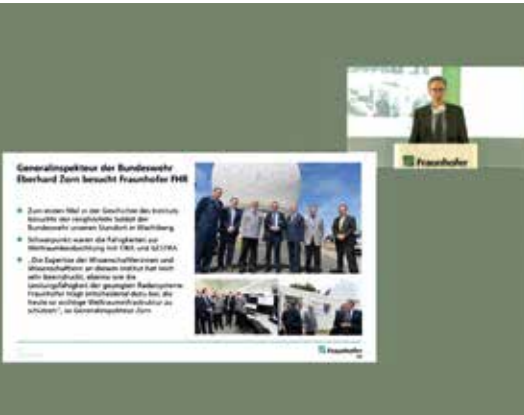 Generalinspekteur der Bundeswehr
Eberhard Zorn besucht Fraunhofer FHR
Zum ersten Mal in der Geschichte des Instituts
besuchte der ranghöchste Soldat der
Bundeswehr unseren Standort in Wachtberg
Schwerpunkt waren die Fähigkeiten zur
Weltraumbeobachtung mit TIRA und GESTRA
„Die Expertise der Wissenschaftlerinnen und
Wissenschaftlern an diesem Institut hat mich
sehr beeindruckt, ebenso wie die
Leistungsfähigkeit der gezeigten Radarsysteme.
Fraunhofer trägt entscheidend dazu bei, die
heute so wichtige Weltrauminfrastruktur zu
schützen“, so Generalinspekteur Zorn
Fraunhofer
Fraunhofer